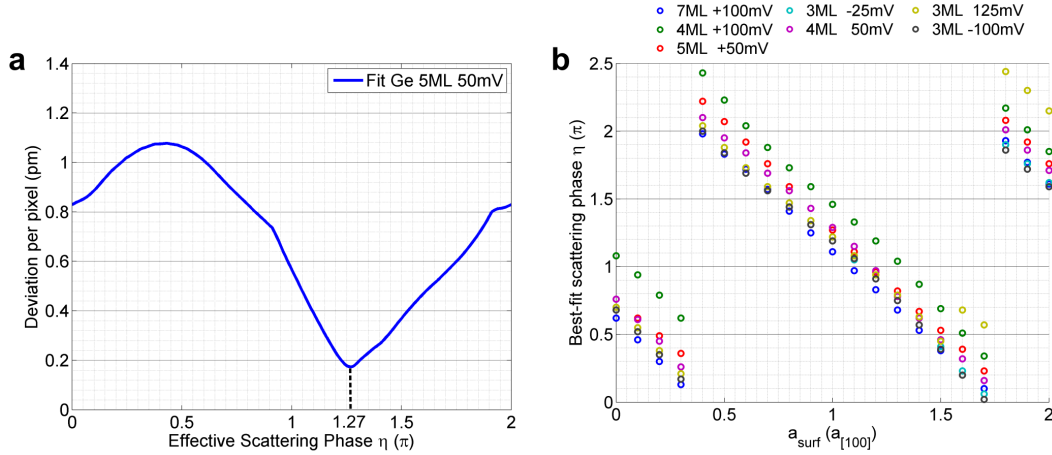 7ML +100mV
3ML -25mV
3ML 125mV
4ML +100mV
4ML 50mV
3ML -100mV
5ML +50mV
a
b
1.4
1.2
1
0.8
0.6
0.4
0.2
0
Deviation per pixel (pm)
Fit Ge 5ML 50mV
0
0.5
1
1.27
1.5
2
Effective Scattering Phase η (π)
2.5
2
1.5
1
0.5
0
Best-fit scattering phase η (π)
0
0.5
1
1.5
2
a_surf (a_[100])